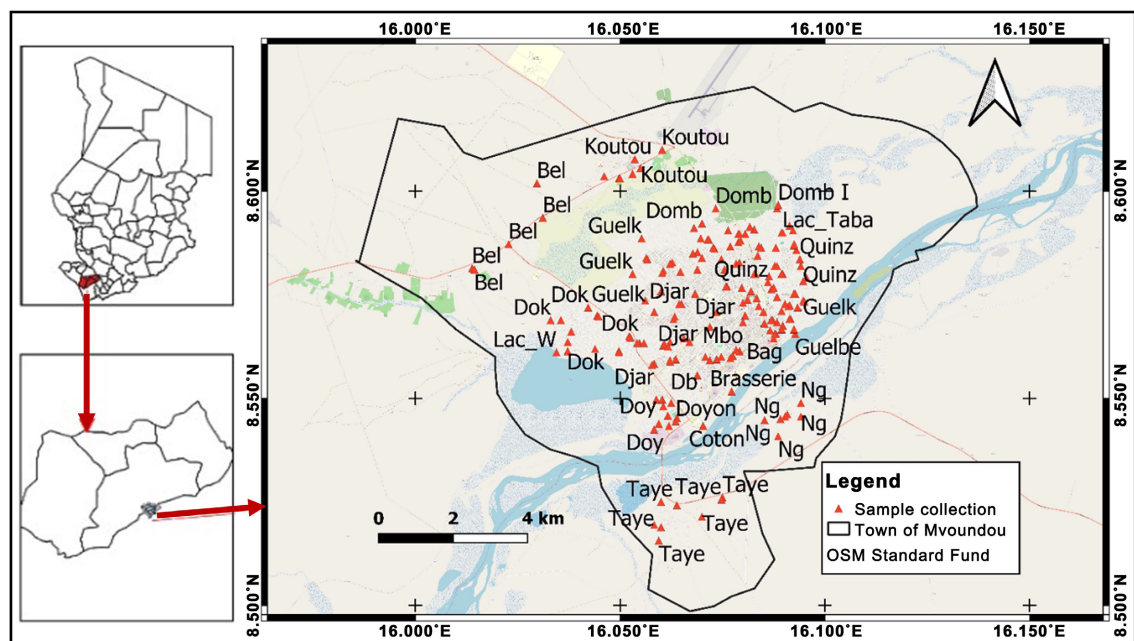 16.000°E 16.050°E 16.100°E 16.150°E
Koutou
Koutou
Koutou
Bel
8.600°N 8.600°N
Domb Domb I
Bel
Domb
Lac_Taba
Guelk
Bel
Quinz
Bel
Guelk
Quinz Quinz
Bel
Dok Guelk Djar
Dok
Djar
Guelk
Dok
Lac_W
Djar Mbo
Guelbe
Dok
Bag
Djar
Db
Brasserie
8.550°N 8.550°N
Doy
Doyon
Ng
Ng
Ng
Doy
Coton
Ng
Ng
Taye Taye Taye
Taye
Taye
Taye
0 2 4 km
Legend
Sample collection
Town of Mvoundou
OSM Standard Fund
8.500°N 8.500°N
16.000°E 16.050°E 16.100°E 16.150°E